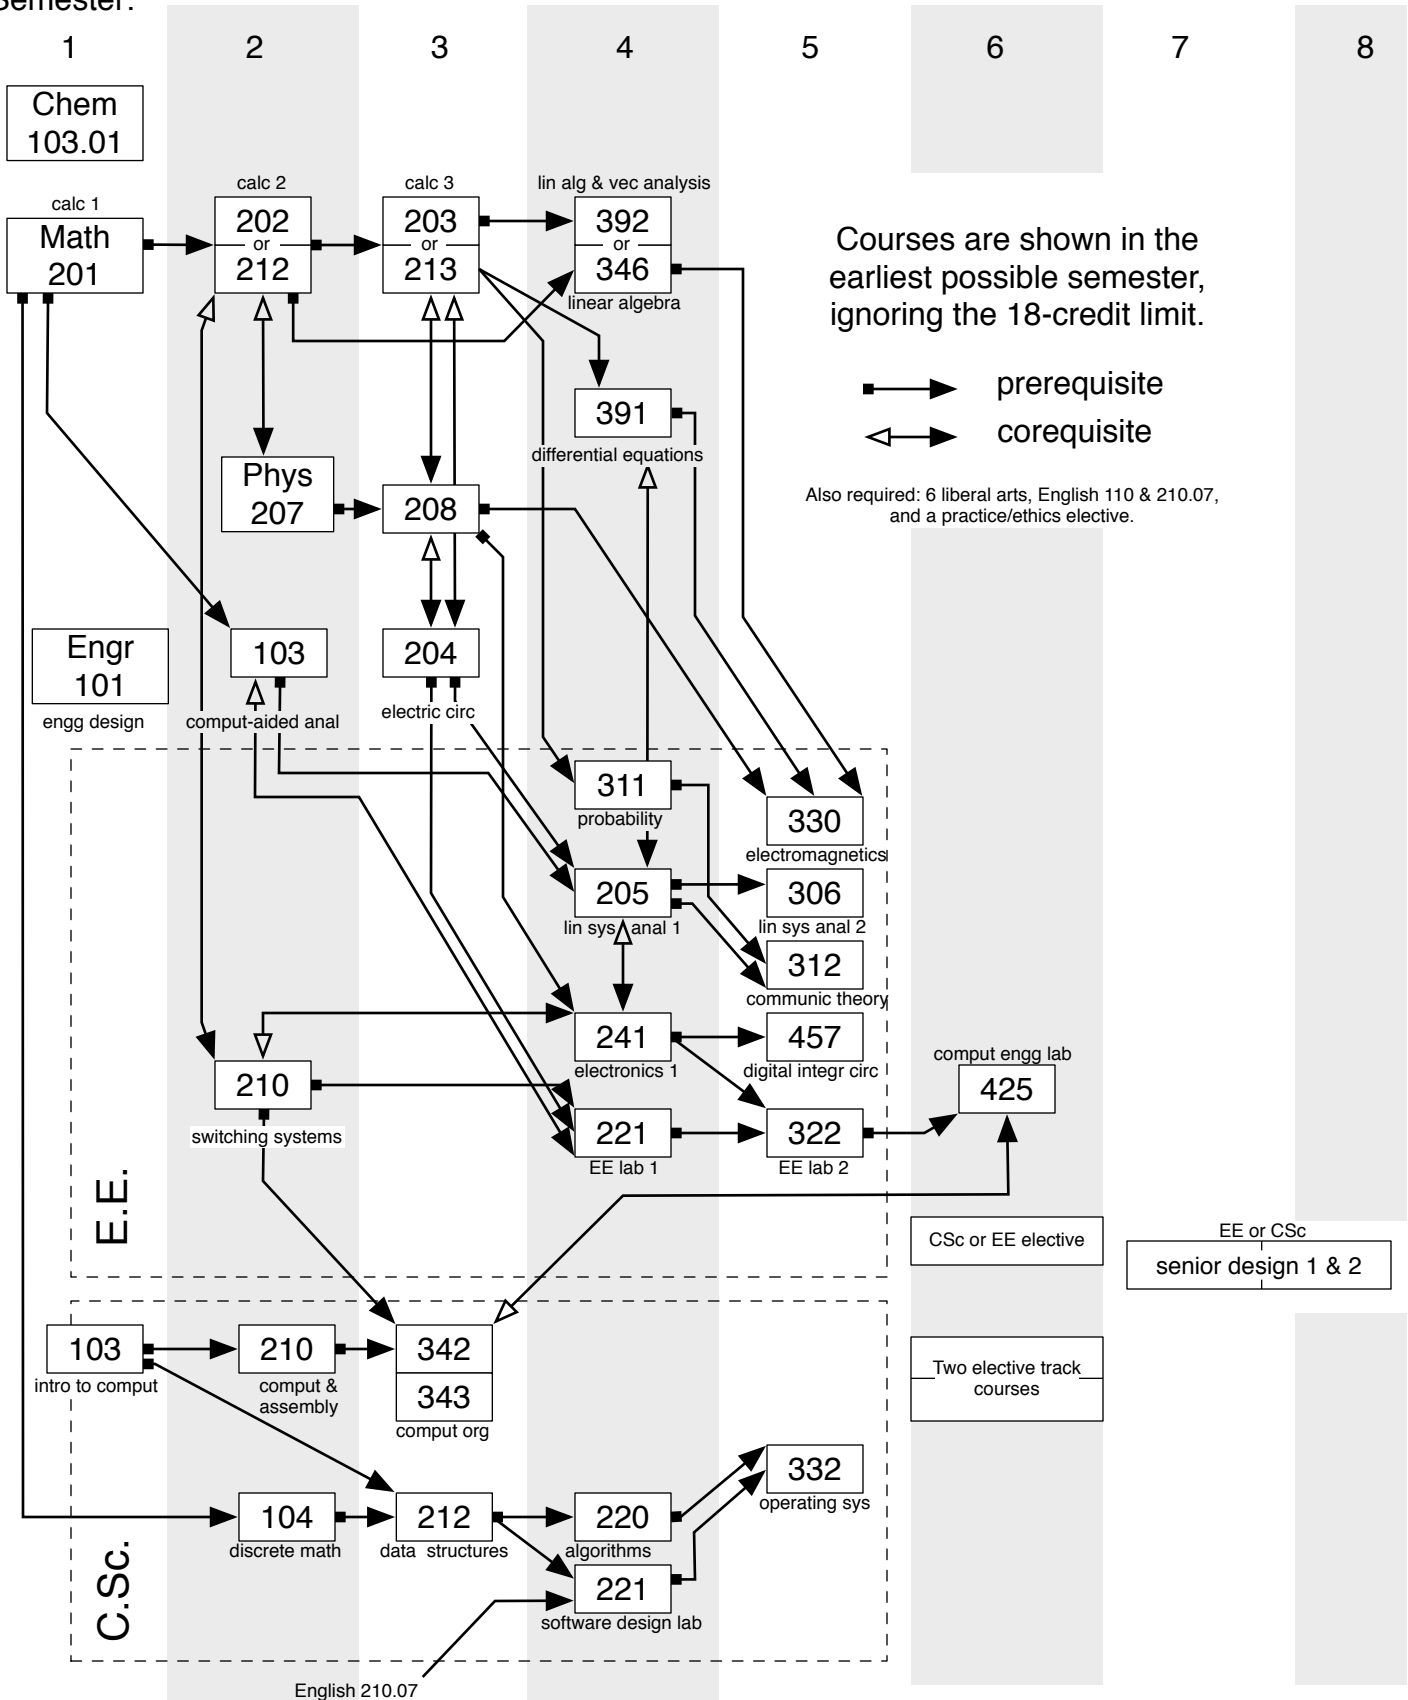 Semester:
1 2 3 4 5 6 7 8
Chem
103.01
calc 1
Math
201
calc 2
202
or
212
calc 3
203
or
213
lin alg & vec analysis
392
or
346
linear algebra
Courses are shown in the
earliest possible semester,
ignoring the 18-credit limit.
prerequisite
corequisite
Also required: 6 liberal arts, English 110 & 210.07,
and a practice/ethics elective.
391
differential equations
Phys
207
208
Engr
101
engg design
103
comput-aided anal
204
electric circ
E.E.
311
probability
330
electromagnetics
205
lin sys anal 1
306
lin sys anal 2
312
communic theory
241
electronics 1
457
digital integr circ
210
switching systems
221
EE lab 1
322
EE lab 2
comput engg lab
425
CSc or EE elective
EE or CSc
senior design 1 & 2
C.Sc.
103
intro to comput
210
comput &
assembly
342
343
comput org
Two elective track
courses
332
operating sys
104
discrete math
212
data structures
220
algorithms
221
software design lab
English 210.07